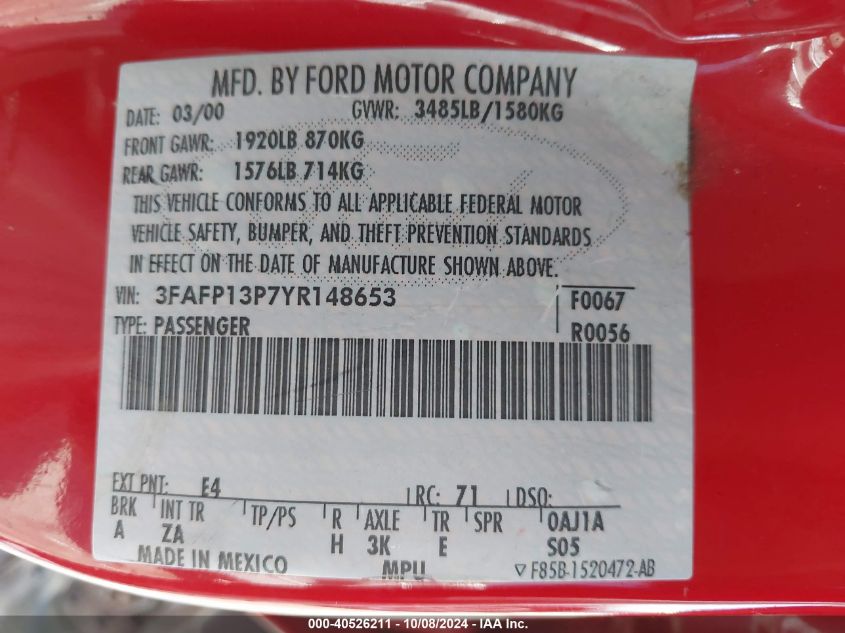 MFD. BY FORD MOTOR COMPANY
DATE: 03/00 GVWR: 3485LB/1580KG
FRONT GAWR: 1920LB 870KG
REAR GAWR: 1576LB 714KG
THIS VEHICLE CONFORMS TO ALL APPLICABLE FEDERAL MOTOR
VEHICLE SAFETY, BUMPER, AND THEFT PREVENTION STANDARDS
IN EFFECT ON THE DATE OF MANUFACTURE SHOWN ABOVE.
VIN: 3FAFP13P7YR148653 F0067
TYPE: PASSENGER R0056
EXT PNT: E4 RC: 71 DSO:
BRK INT TR TP/PS R AXLE TR SPR 0AJ1A
A ZA H 3K E S05
MADE IN MEXICO MPU ▽F85B-1520472-AB
000-40526211 - 10/08/2024 - © IAA Inc.